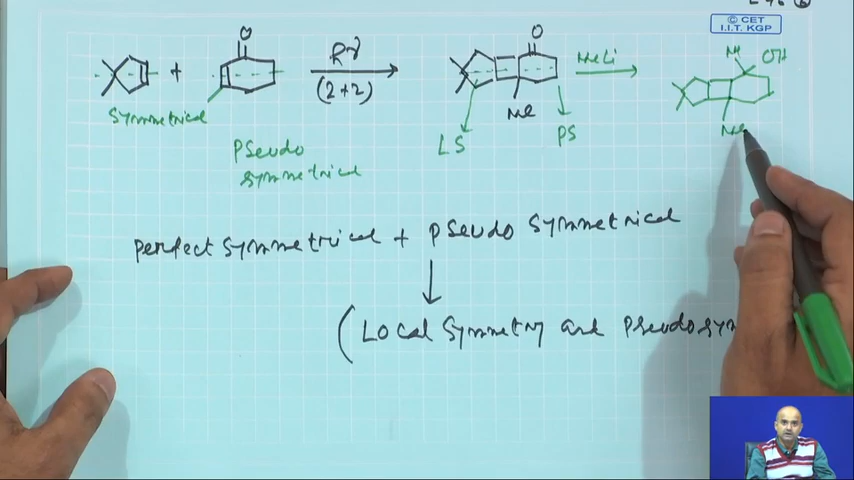 © CET
I.I.T. KGP
O
O
hγ
(2+2)
MeLi
Me
OH
Symmetrical
Me
Me
Pseudo
symmetrical
LS
PS
Perfect symmetrical + Pseudo symmetrical
(Local symmetry and Pseudosym